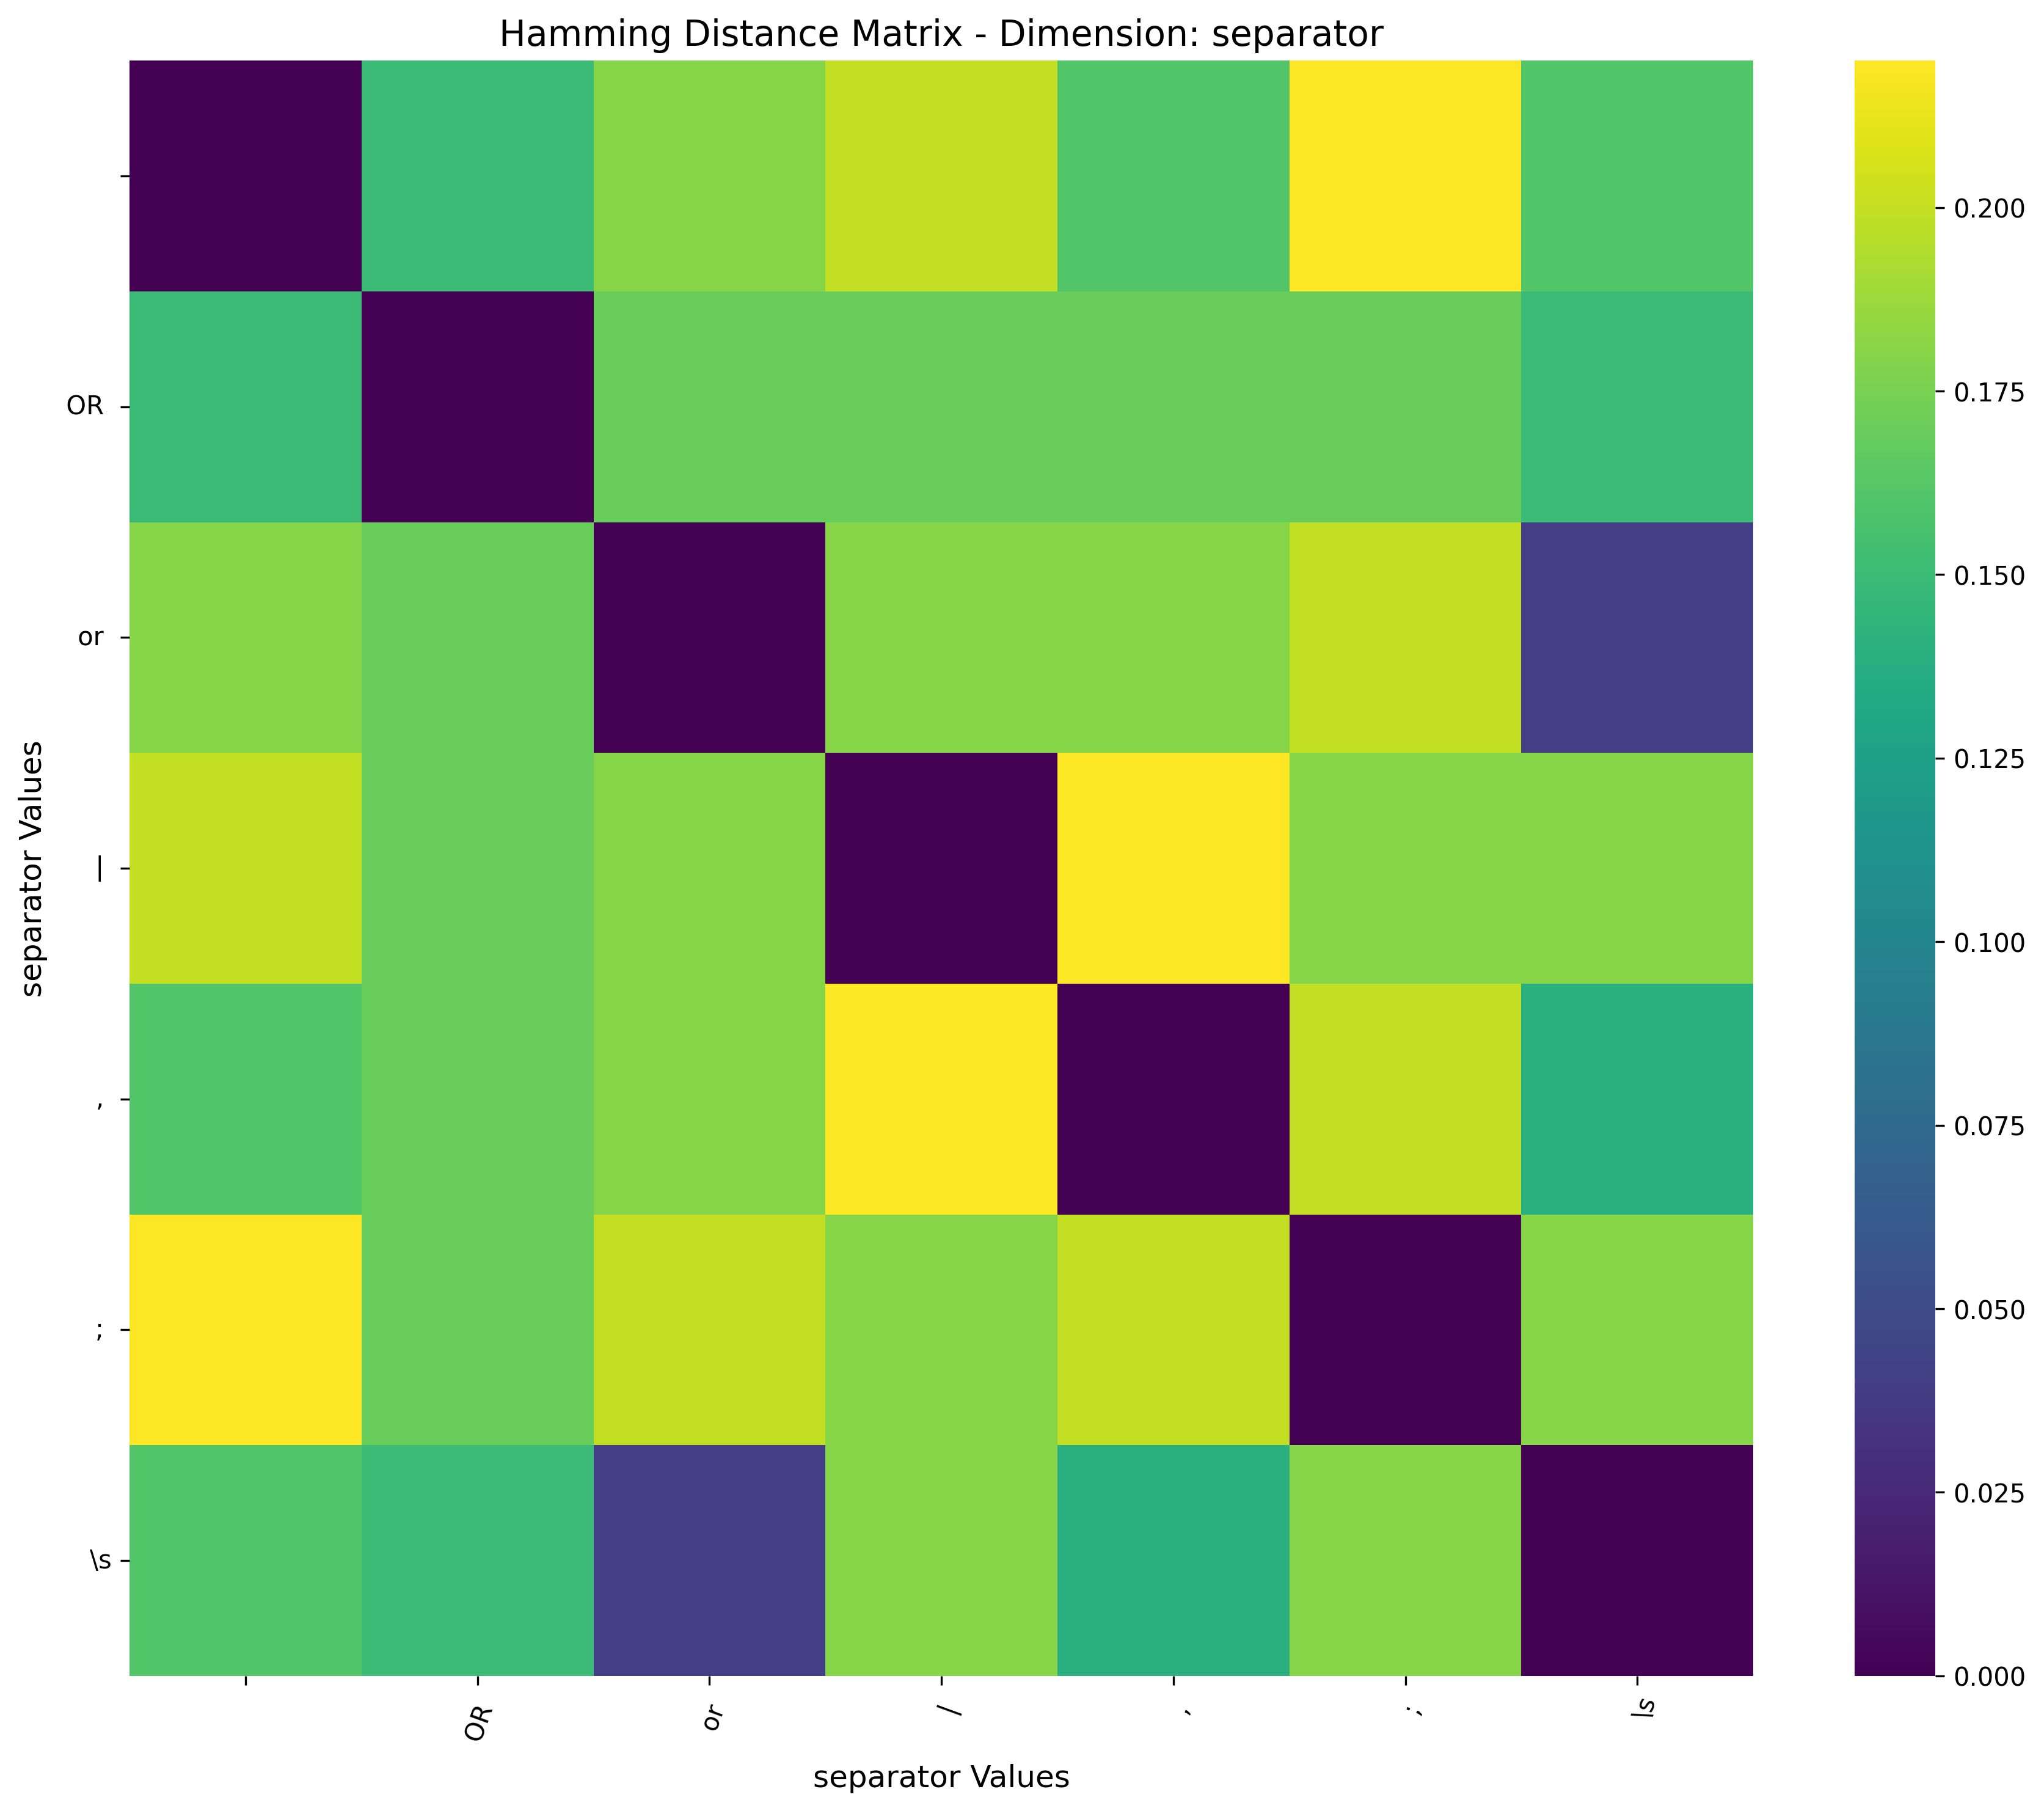 Hamming Distance Matrix - Dimension: separator
separator Values
OR
or
|
,
;
\s
OR
or
|
,
;
\s
separator Values
0.200
0.175
0.150
0.125
0.100
0.075
0.050
0.025
0.000